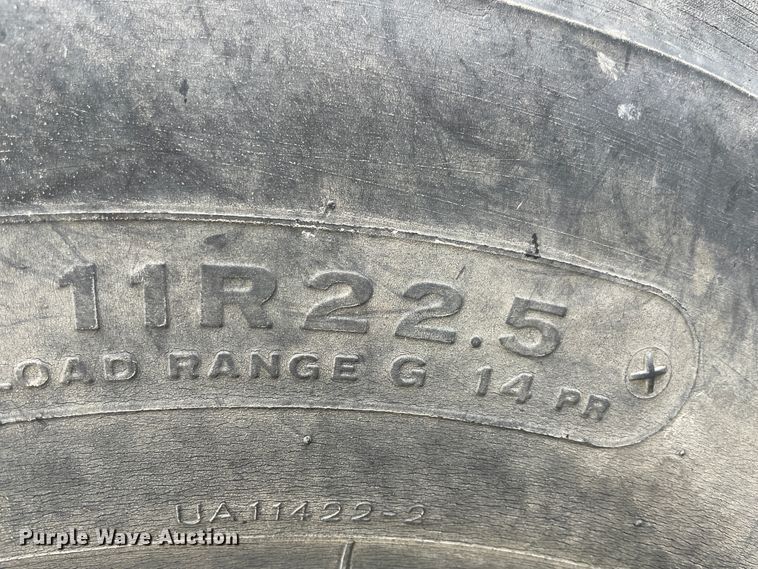 11R22.5
LOAD RANGE G 14 PR
UA11422-2
Purple Wave Auction